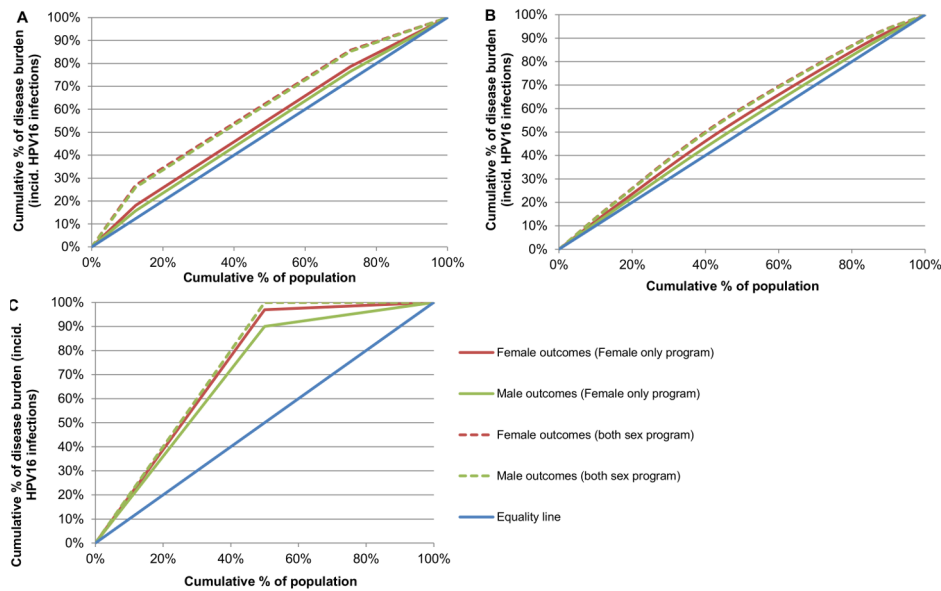 A
Cumulative % of disease burden
(incid. HPV16 infections)
100%
90%
80%
70%
60%
50%
40%
30%
20%
10%
0%
0% 20% 40% 60% 80% 100%
Cumulative % of population
B
Cumulative % of disease burden
(incid. HPV16 infections)
100%
90%
80%
70%
60%
50%
40%
30%
20%
10%
0%
0% 20% 40% 60% 80% 100%
Cumulative % of population
C
Cumulative % of disease burden (incid.
HPV16 infections)
100%
90%
80%
70%
60%
50%
40%
30%
20%
10%
0%
0% 20% 40% 60% 80% 100%
Cumulative % of population
Female outcomes (Female only program)
Male outcomes (Female only program)
Female outcomes (both sex program)
Male outcomes (both sex program)
Equality line